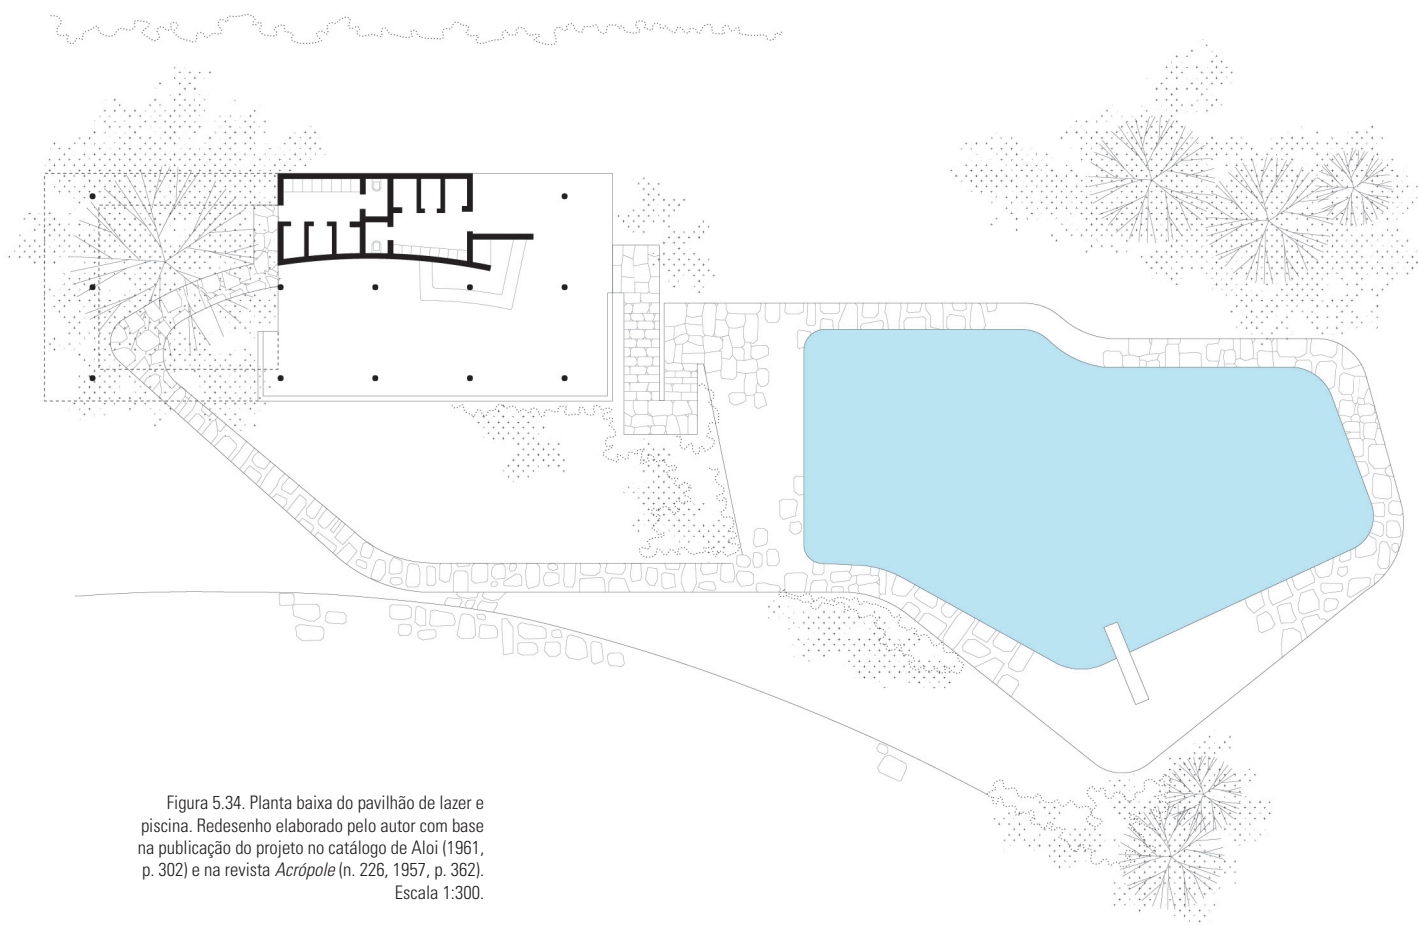 Figura 5.34. Planta baixa do pavilhão de lazer e
piscina. Redesenho elaborado pelo autor com base
na publicação do projeto no catálogo de Aloi (1961,
p. 302) e na revista Acrópole (n. 226, 1957, p. 362).
Escala 1:300.